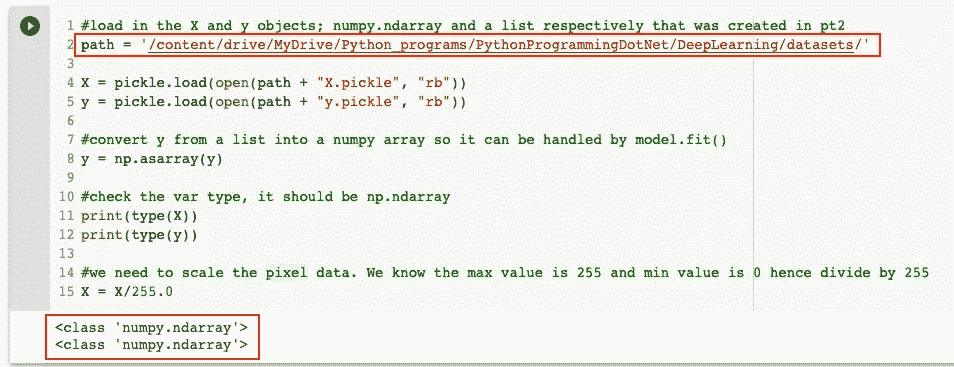 1 #load in the X and y objects; numpy.ndarray and a list respectively that was created in pt2
2 path = '/content/drive/MyDrive/Python_programs/PythonProgrammingDotNet/DeepLearning/datasets/'
3
4 X = pickle.load(open(path + "X.pickle", "rb"))
5 y = pickle.load(open(path + "y.pickle", "rb"))
6
7 #convert y from a list into a numpy array so it can be handled by model.fit()
8 y = np.asarray(y)
9
10 #check the var type, it should be np.ndarray
11 print(type(X))
12 print(type(y))
13
14 #we need to scale the pixel data. We know the max value is 255 and min value is 0 hence divide by 255
15 X = X/255.0
<class 'numpy.ndarray'>
<class 'numpy.ndarray'>